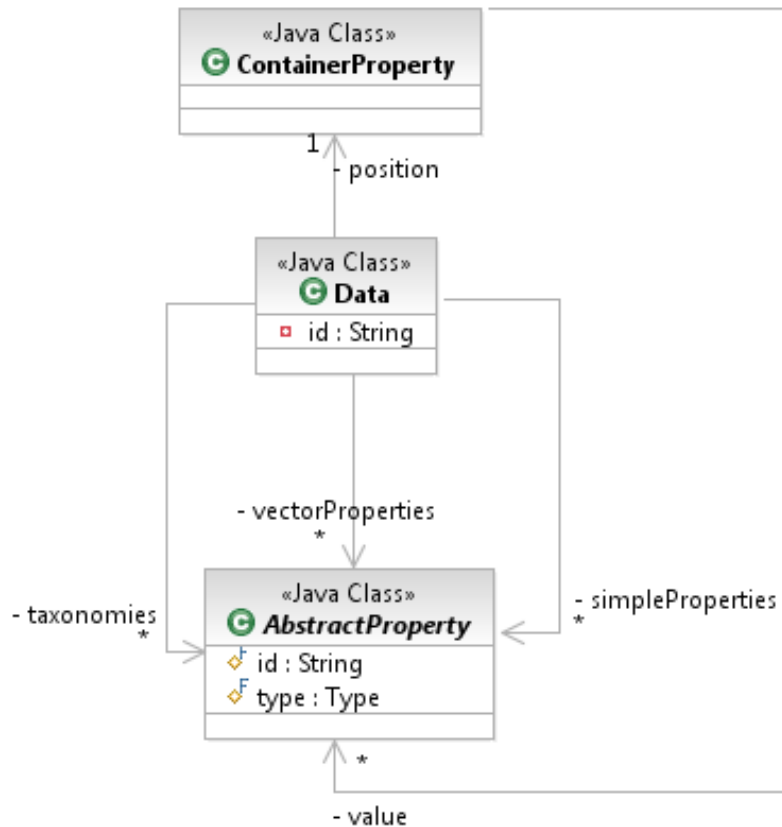 «Java Class»
C ContainerProperty
1
- position
«Java Class»
C Data
id : String
- vectorProperties
*
- taxonomies
*
- simpleProperties
*
«Java Class»
C AbstractProperty
F id : String
F type : Type
*
- value